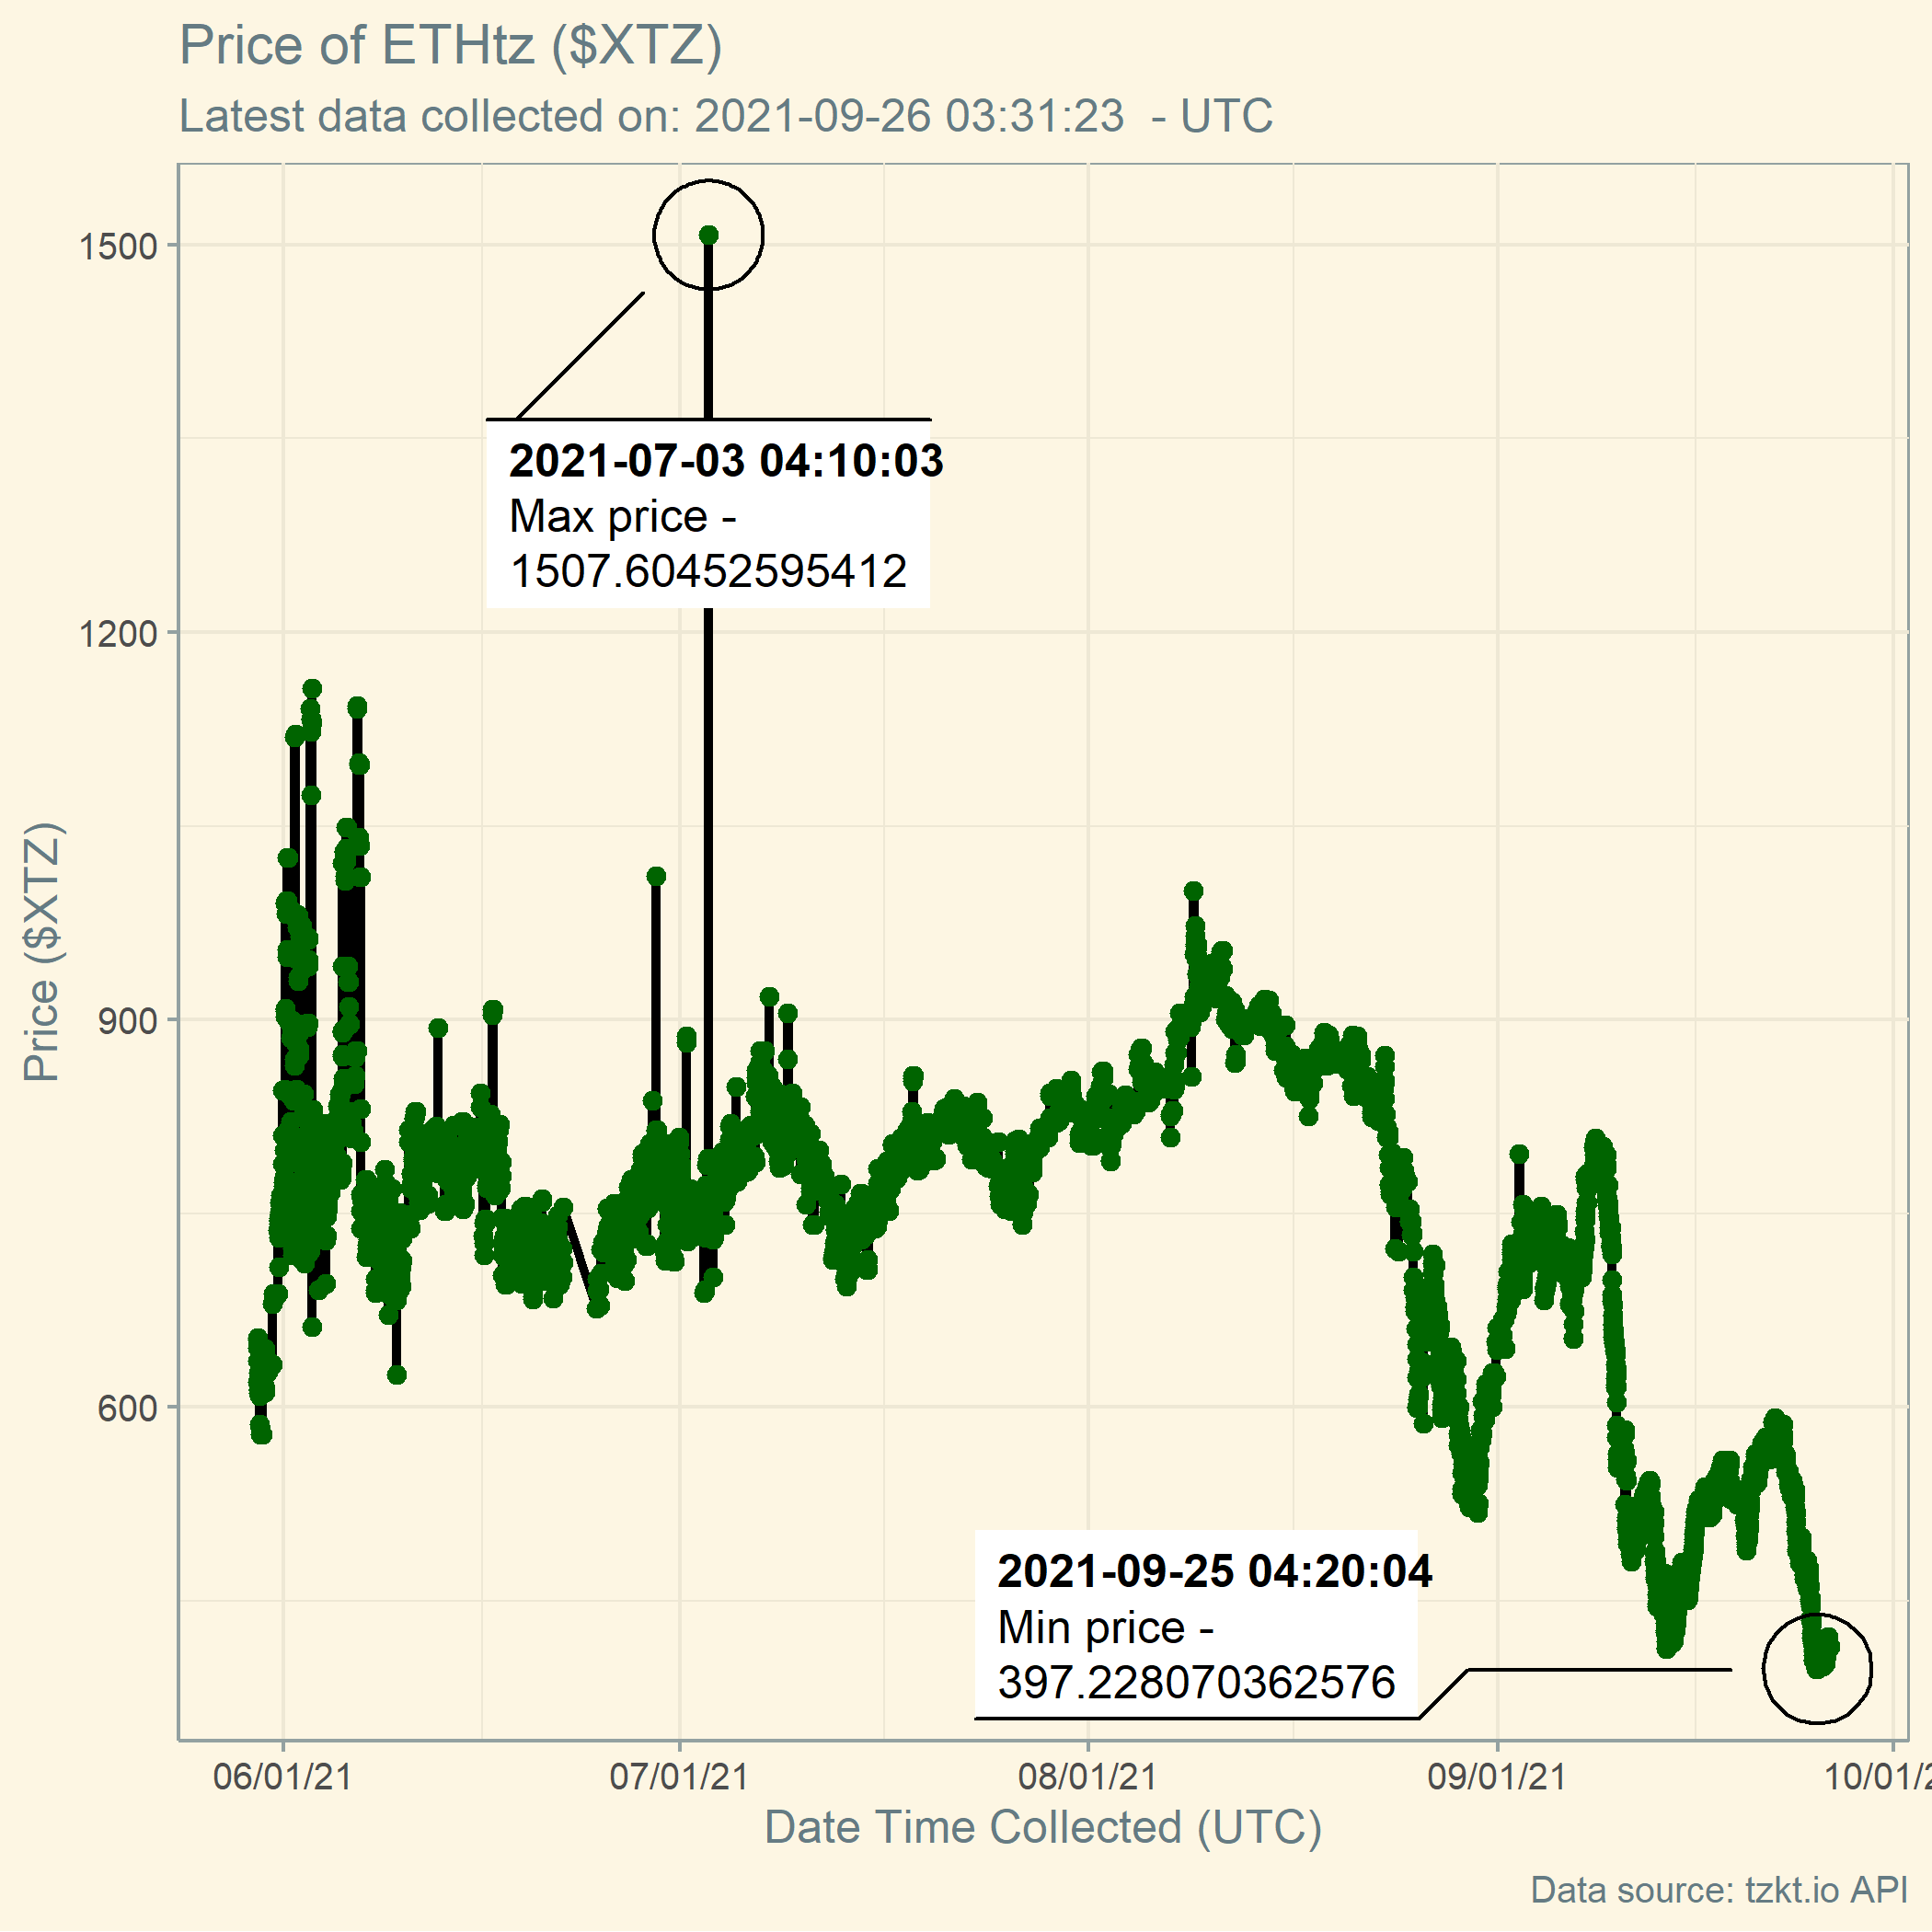 Price of ETHtz ($XTZ)
Latest data collected on: 2021-09-26 03:31:23  - UTC
1500
2021-07-03 04:10:03
Max price -
1507.60452595412
1200
900
Price ($XTZ)
600
2021-09-25 04:20:04
Min price -
397.228070362576
06/01/21 07/01/21 08/01/21 09/01/21 10/01/2
Date Time Collected (UTC)
Data source: tzkt.io API